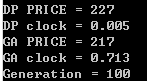 DP PRICE = 227
DP clock = 0.005
GA PRICE = 217
GA clock = 0.713
Generation = 100